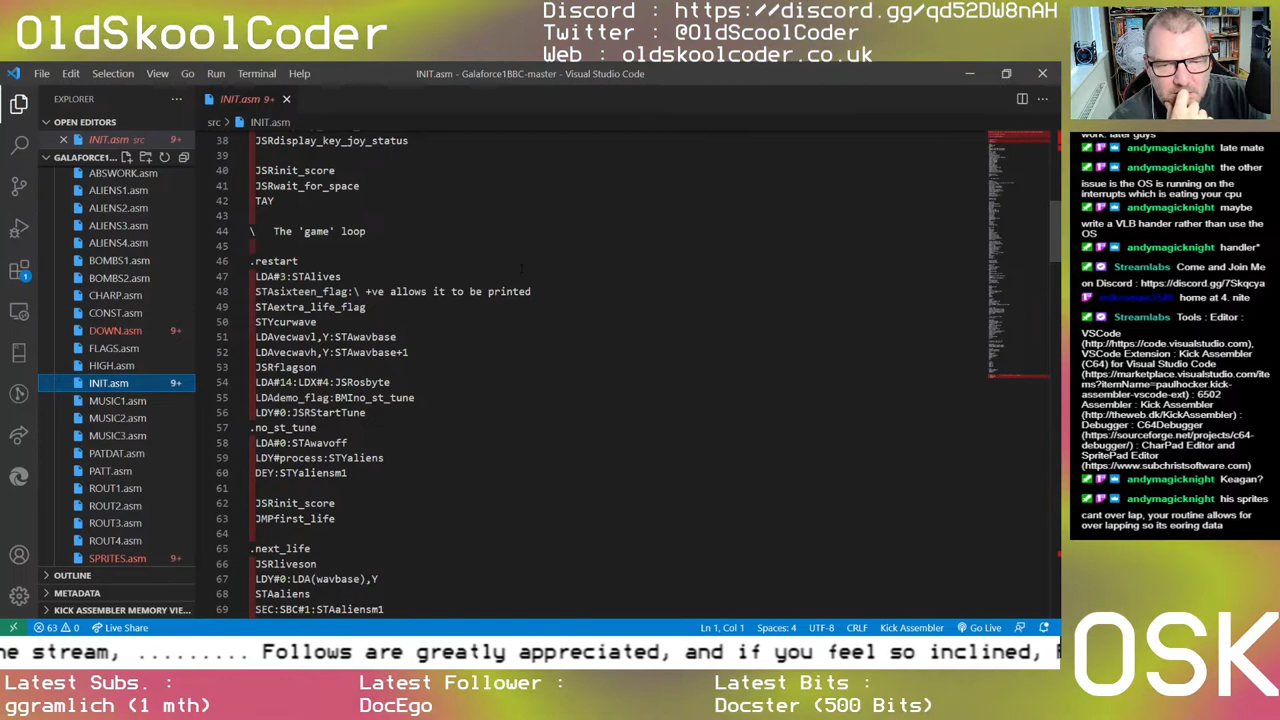 OldSkoolCoder
Discord : https://discord.gg/qd52DW8nAH
Twitter : @OldScoolCoder
Web : oldskoolcoder.co.uk
File Edit Selection View Go Run Terminal Help
INIT.asm - Galaforce1BBC-master - Visual Studio Code
EXPLORER
OPEN EDITORS
INIT.asm src 9+
GALAFORCE1...
ABSWORK.asm
ALIENS1.asm
ALIENS2.asm
ALIENS3.asm
ALIENS4.asm
BOMBS1.asm
BOMBS2.asm
CHARP.asm
CONST.asm
DOWN.asm 9+
FLAGS.asm
HIGH.asm
INIT.asm 9+
MUSIC1.asm
MUSIC2.asm
MUSIC3.asm
PATDAT.asm
PATT.asm
ROUT1.asm
ROUT2.asm
ROUT3.asm
ROUT4.asm
SPRITES.asm 9+
OUTLINE
METADATA
KICK ASSEMBLER MEMORY VIE...
1
INIT.asm 9+
src > INIT.asm
38 JSRdisplay_key_joy_status
39
40 JSRinit_score
41 JSRwait_for_space
42 TAY
43
44 \ The 'game' loop
45
46 .restart
47 LDA#3:STAlives
48 STAsixteen_flag:\ +ve allows it to be printed
49 STAextra_life_flag
50 STYcurwave
51 LDAveqwvl,Y:STAwavbase
52 LDAveqwavh,Y:STAwavbase+1
53 JSRflagson
54 LDA#14:LDX#4:JSRosbyte
55 LDAdemo_flag:BMIno_st_tune
56 LDY#0:JSRStartTune
57 .no_st_tune
58 LDA#0:STAwavoff
59 LDY#process:STYaliens
60 DEY:STYaliensm1
61
62 JSRinit_score
63 JMPfirst_life
64
65 .next_life
66 JSRliveson
67 LDY#0:LDA(wavbase),Y
68 STAaliens
69 SEC:SBC#1:STAaliensm1
63 0 Live Share
Ln 1, Col 1 Spaces: 4 UTF-8 CRLF Kick Assembler Go Live
work. later guys
andymagicknight late mate
andymagicknight the other
issue is the OS is running on the
interrupts which is eating your cpu
andymagicknight maybe
write a VLB hander rather than use the
OS
andymagicknight handler*
Streamlabs Come and Join Me
on Discord : https://discord.gg/7Skqcya
home at 4. nite
Streamlabs Tools : Editor :
VSCode
(http://https://code.visualstudio.com),
VSCode Extension : Kick Assembler
(C64) for Visual Studio Code
(https://marketplace.visualstudio.com/ite
ms?itemName=paulhocker.kick-
assembler-vscode-ext) : 6502
Assembler : Kick Assembler
(http://theweb.dk/KickAssembler) :
Debugger : C64Debugger
(https://sourceforge.net/projects/c64-
debugger/) : CharPad Editor and
SpritePad Editor
(https://www.subchristsoftware.com)
andymagicknight Keagan?
andymagicknight his sprites
cant over lap, your routine allows for
over lapping so its eoring data
ne stream, ......... Follows are greatly appreciated, and if you feel so inclined,
OSK
Latest Subs. :
ggramlich (1 mth)
Latest Follower :
DocEgo
Latest Bits :
Docster (500 Bits)